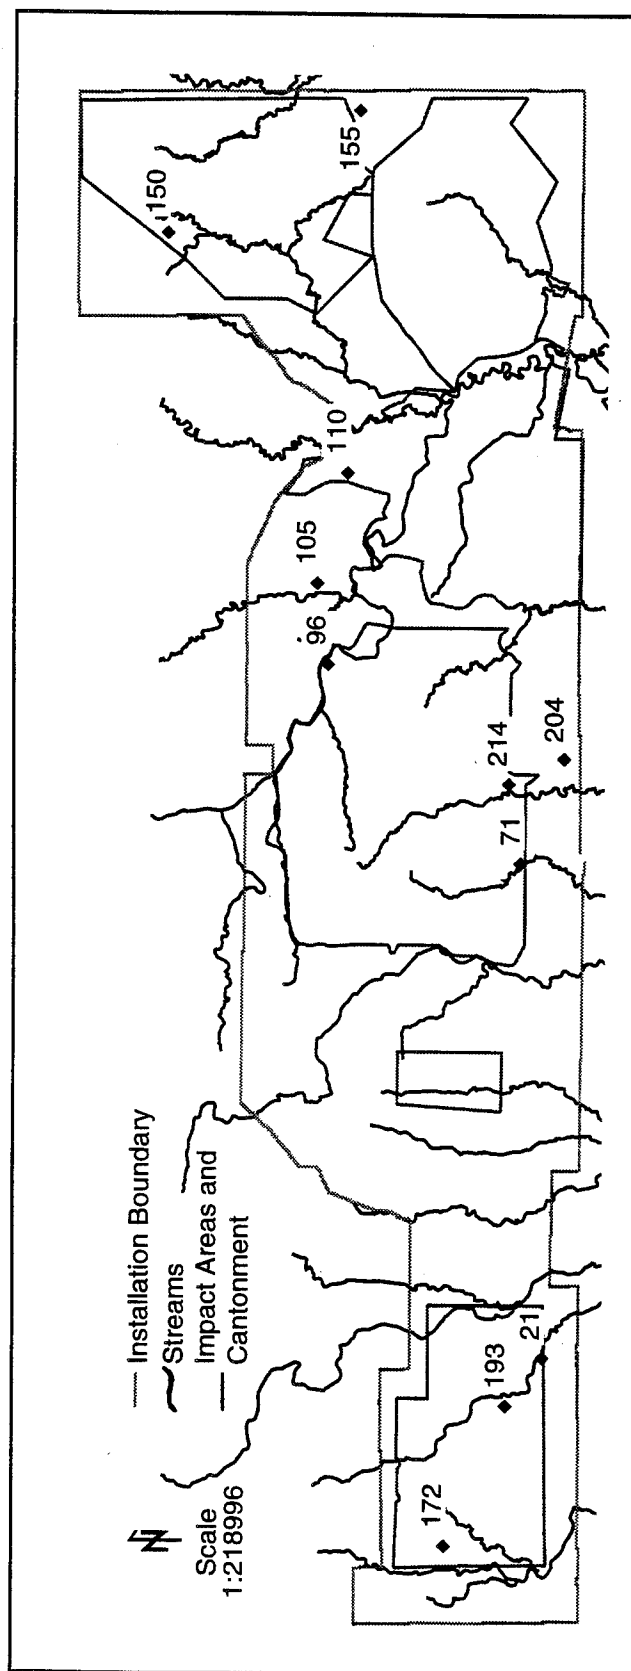 N
Scale
1:218996
Installation Boundary
Streams
Impact Areas and
Cantonment
172
193
21
71
214
204
96
105
110
150
155